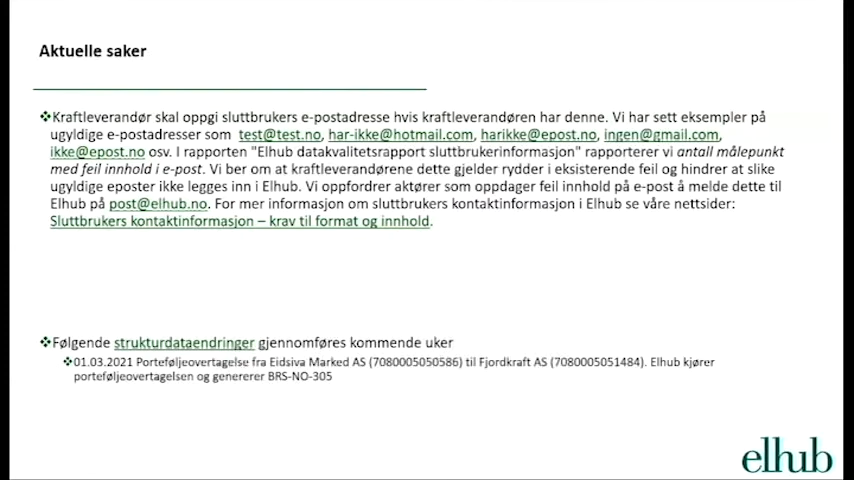 Aktuelle saker
❖Kraftleverandør skal oppgi sluttbrukers e-postadresse hvis kraftleverandøren har denne. Vi har sett eksempler på
ugyldige e-postadresser som test@test.no, har-ikke@hotmail.com, harikke@epost.no, ingen@gmail.com,
ikke@epost.no osv. I rapporten "Elhub datakvalitetsrapport sluttbrukerinformasjon" rapporterer vi antall målepunkt
med feil innhold i e-post. Vi ber om at kraftleverandørene dette gjelder rydder i eksisterende feil og hindrer at slike
ugyldige eposter ikke legges inn i Elhub. Vi oppfordrer aktører som oppdager feil innhold på e-post å melde dette til
Elhub på post@elhub.no. For mer informasjon om sluttbrukers kontaktinformasjon i Elhub se våre nettsider:
Sluttbrukers kontaktinformasjon – krav til format og innhold.
❖Følgende strukturdataendringer gjennomføres kommende uker
❖01.03.2021 Porteføljeovertagelse fra Eidsiva Marked AS (7080005050586) til Fjordkraft AS (7080005051484). Elhub kjører
porteføljeovertagelsen og genererer BRS-NO-305
elhub